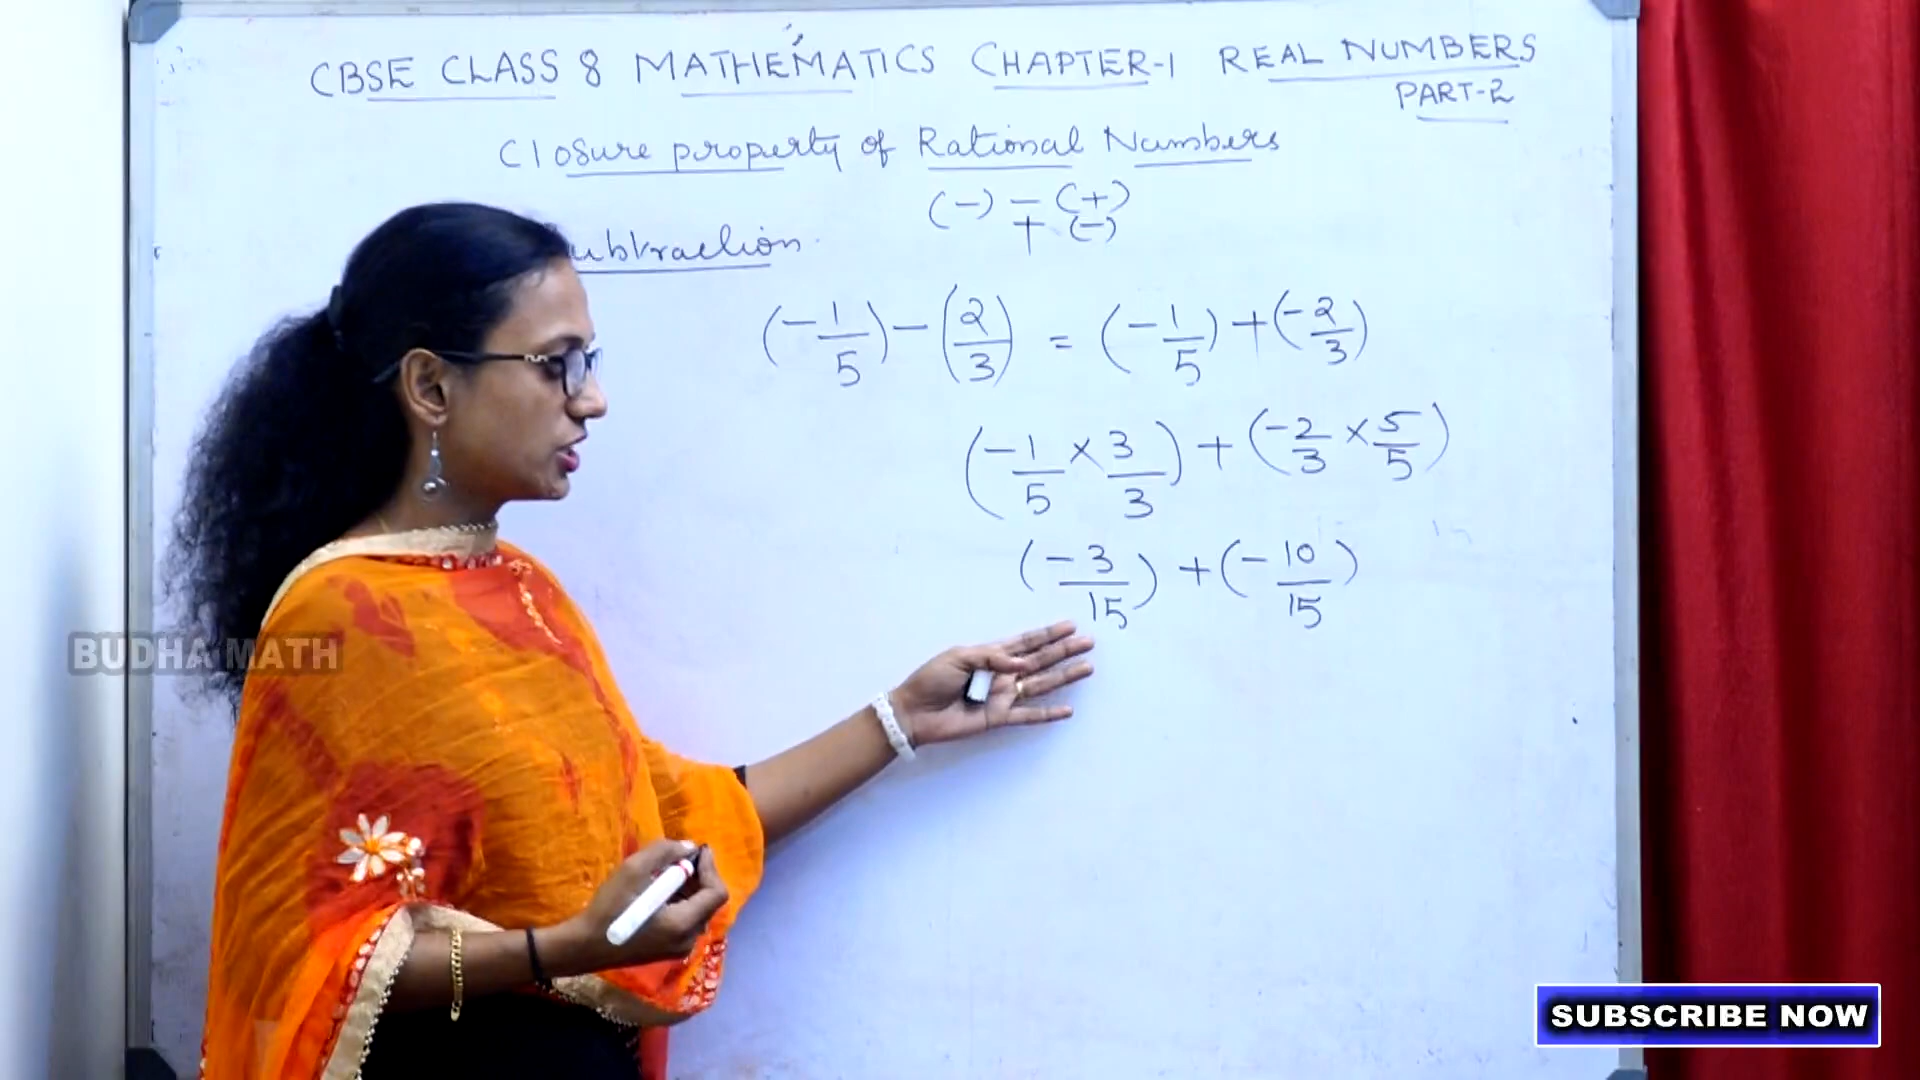 CBSE CLASS 8 MATHEMATICS CHAPTER-1 REAL NUMBERS
PART-2
Closure property of Rational Numbers
(-) - (+)
+ (-)
ubtraction
(-1/5) - (2/3) = (-1/5) + (-2/3)
(-1/5 × 3/3) + (-2/3 × 5/5)
(-3/15) + (-10/15)
BUDHA MATH
SUBSCRIBE NOW